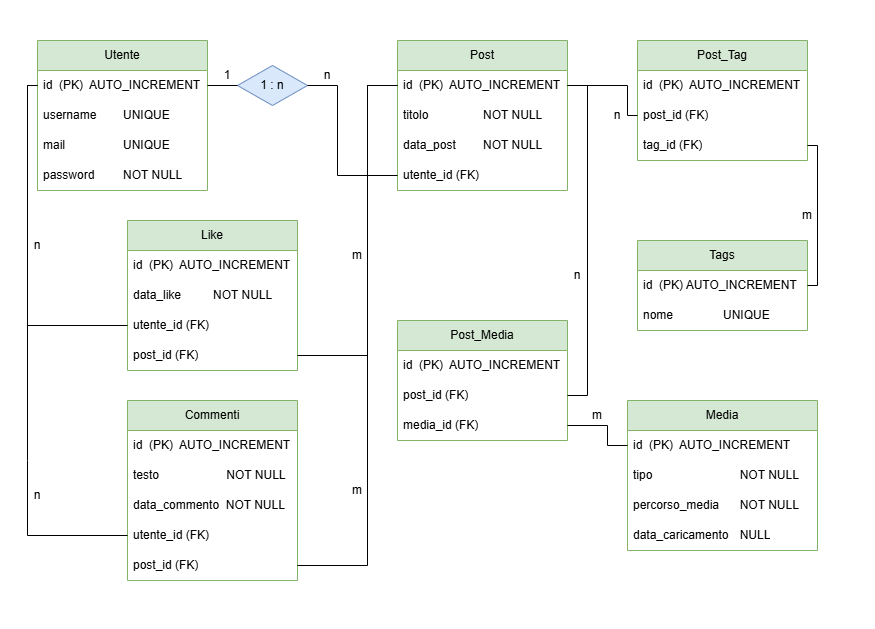 Utente
id (PK) AUTO_INCREMENT
username UNIQUE
mail UNIQUE
password NOT NULL
1
1 : n
n
Post
id (PK) AUTO_INCREMENT
titolo NOT NULL
data_post NOT NULL
utente_id (FK)
Post_Tag
id (PK) AUTO_INCREMENT
post_id (FK)
tag_id (FK)
n
m
Tags
id (PK) AUTO_INCREMENT
nome UNIQUE
n
Like
id (PK) AUTO_INCREMENT
data_like NOT NULL
utente_id (FK)
post_id (FK)
m
n
Post_Media
id (PK) AUTO_INCREMENT
post_id (FK)
media_id (FK)
m
Media
id (PK) AUTO_INCREMENT
tipo NOT NULL
percorso_media NOT NULL
data_caricamento NULL
Commenti
id (PK) AUTO_INCREMENT
testo NOT NULL
data_commento NOT NULL
utente_id (FK)
post_id (FK)
n
m